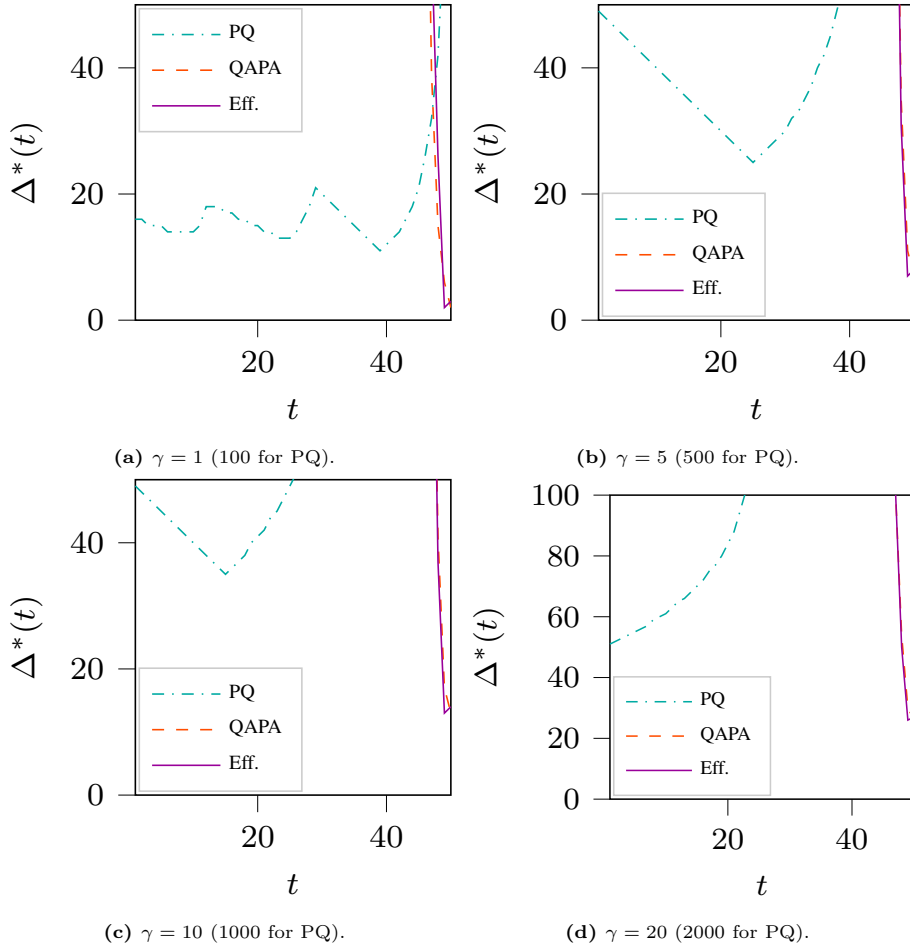 PQ
QAPA
Eff.
Δ*(t)
40
20
0
20 40
t
(a) γ = 1 (100 for PQ).
Δ*(t)
40
20
0
PQ
QAPA
Eff.
20 40
t
(b) γ = 5 (500 for PQ).
Δ*(t)
40
20
0
PQ
QAPA
Eff.
20 40
t
(c) γ = 10 (1000 for PQ).
Δ*(t)
100
80
60
40
20
0
PQ
QAPA
Eff.
20 40
t
(d) γ = 20 (2000 for PQ).